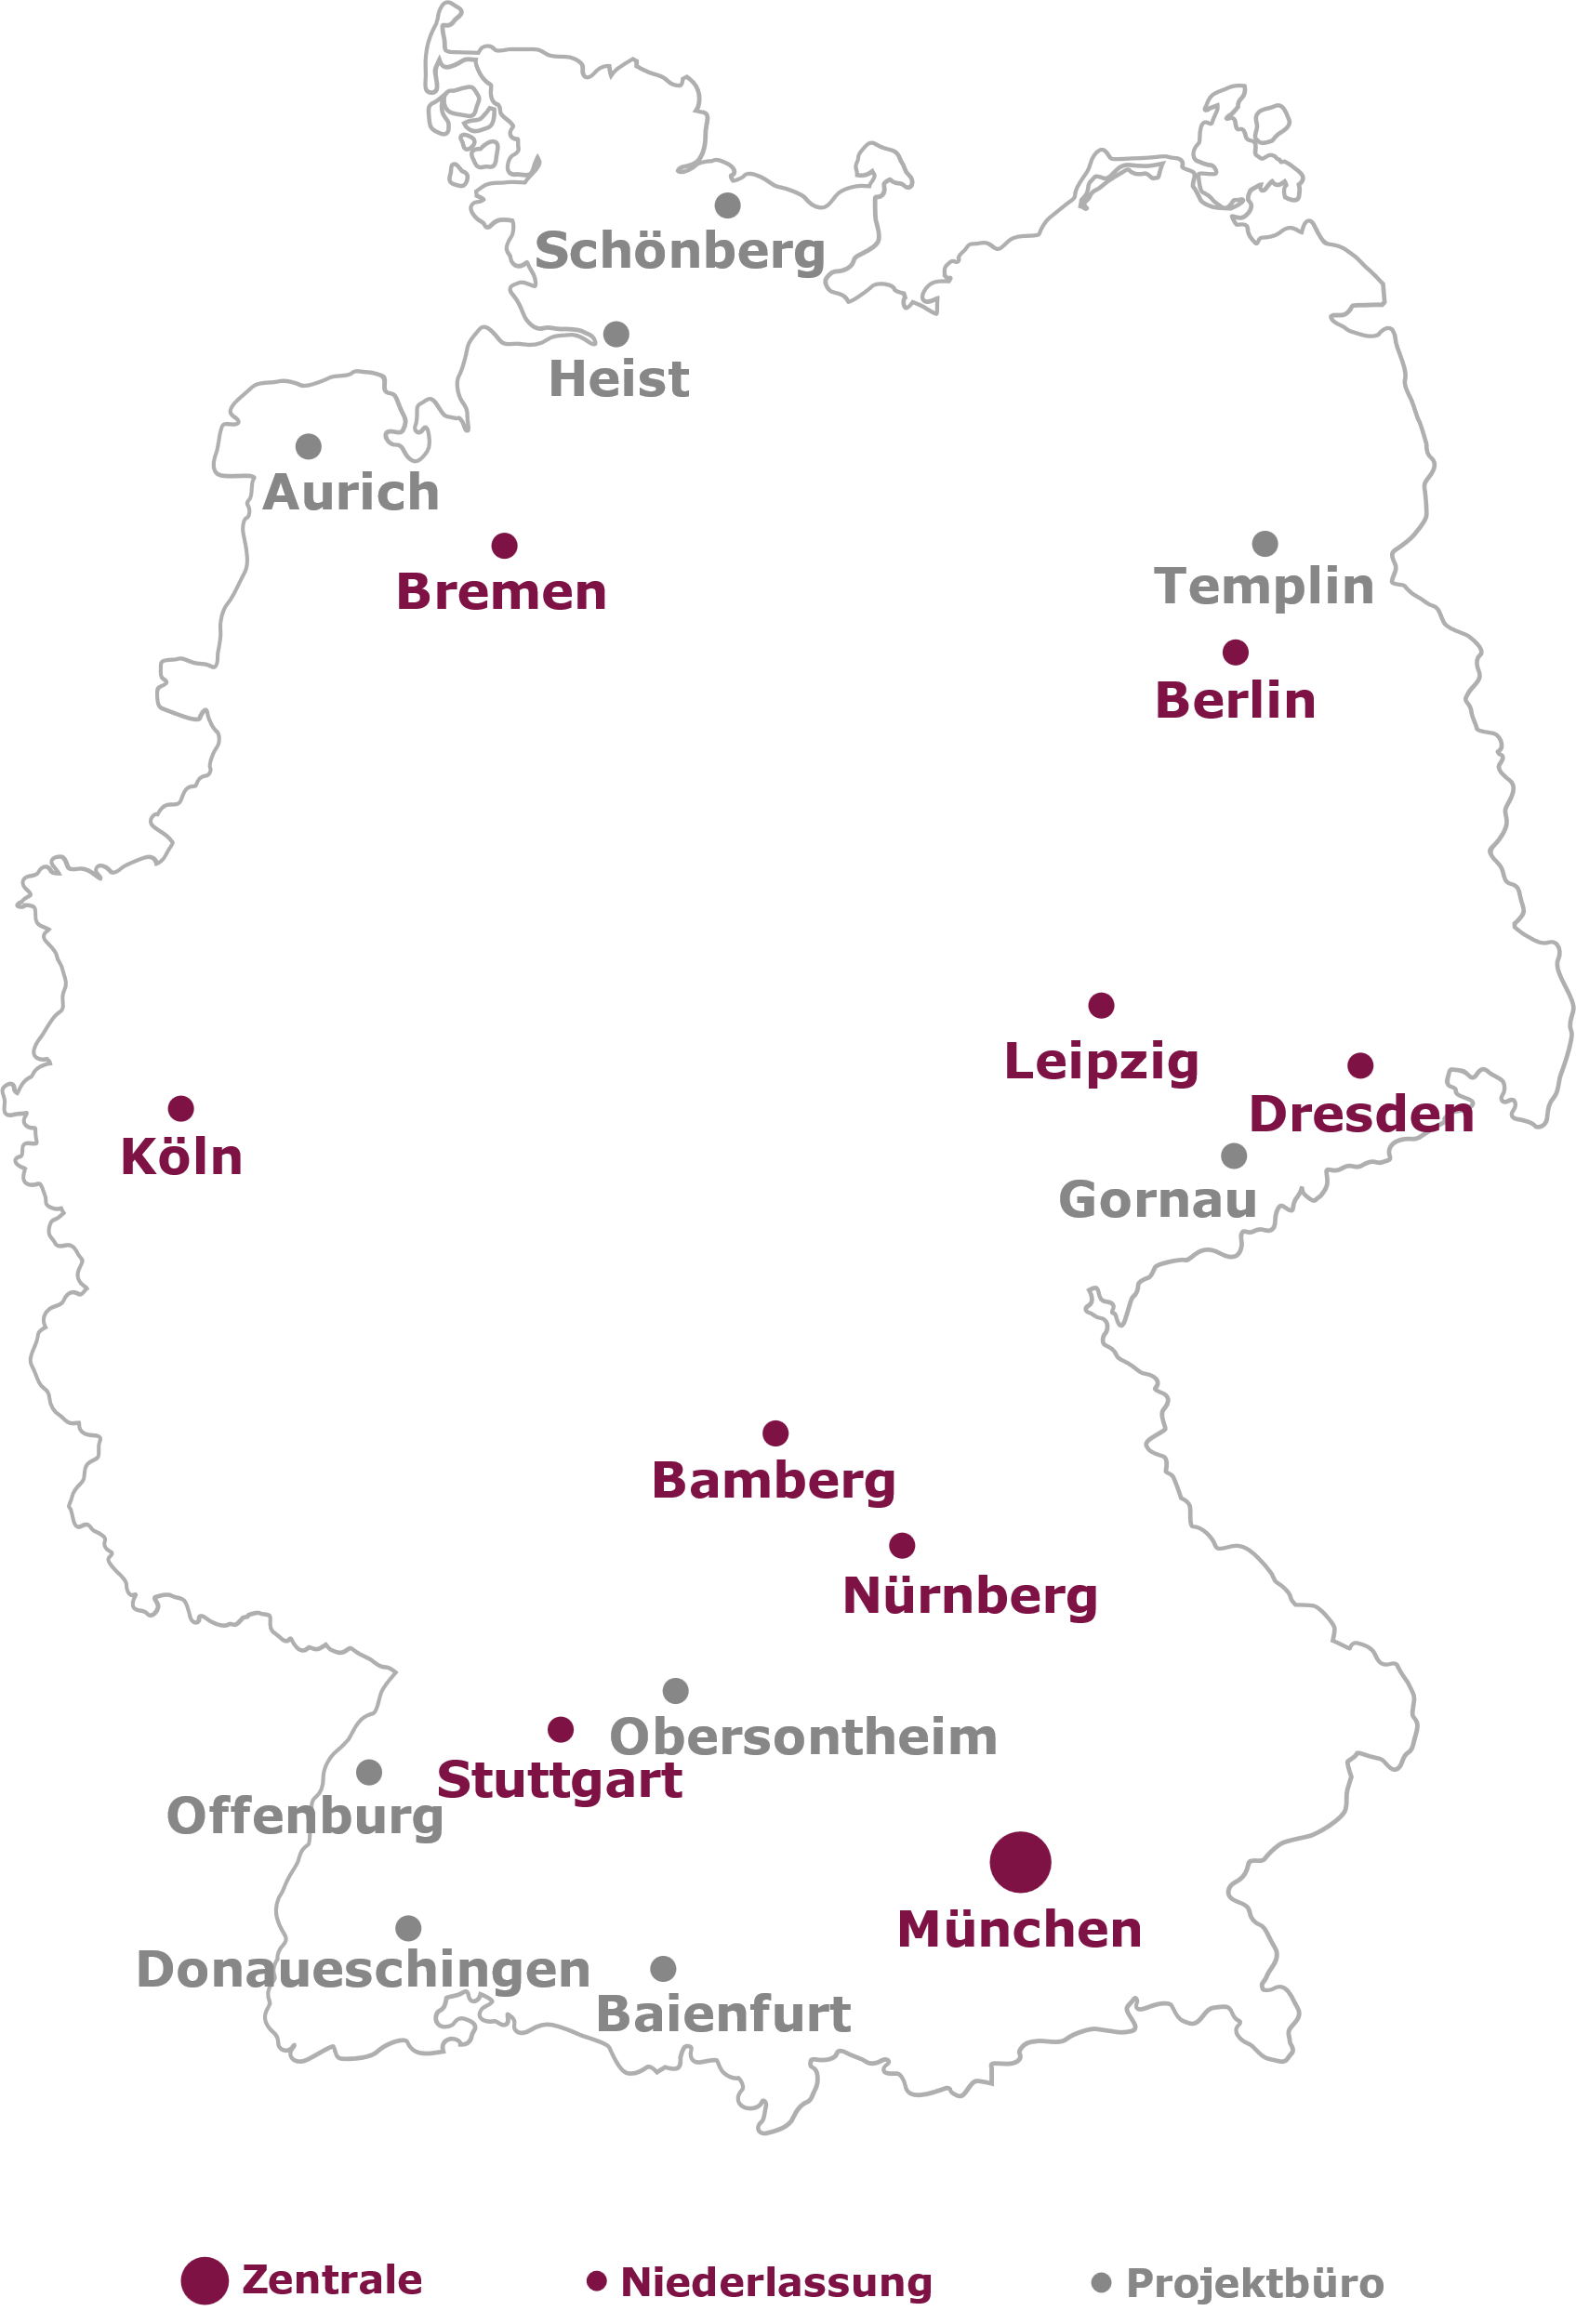 Schönberg
Heist
Aurich
Bremen
Templin
Berlin
Leipzig
Dresden
Köln
Gornau
Bamberg
Nürnberg
Obersontheim
Stuttgart
Offenburg
München
Donaueschingen
Baienfurt
Zentrale
Niederlassung
Projektbüro